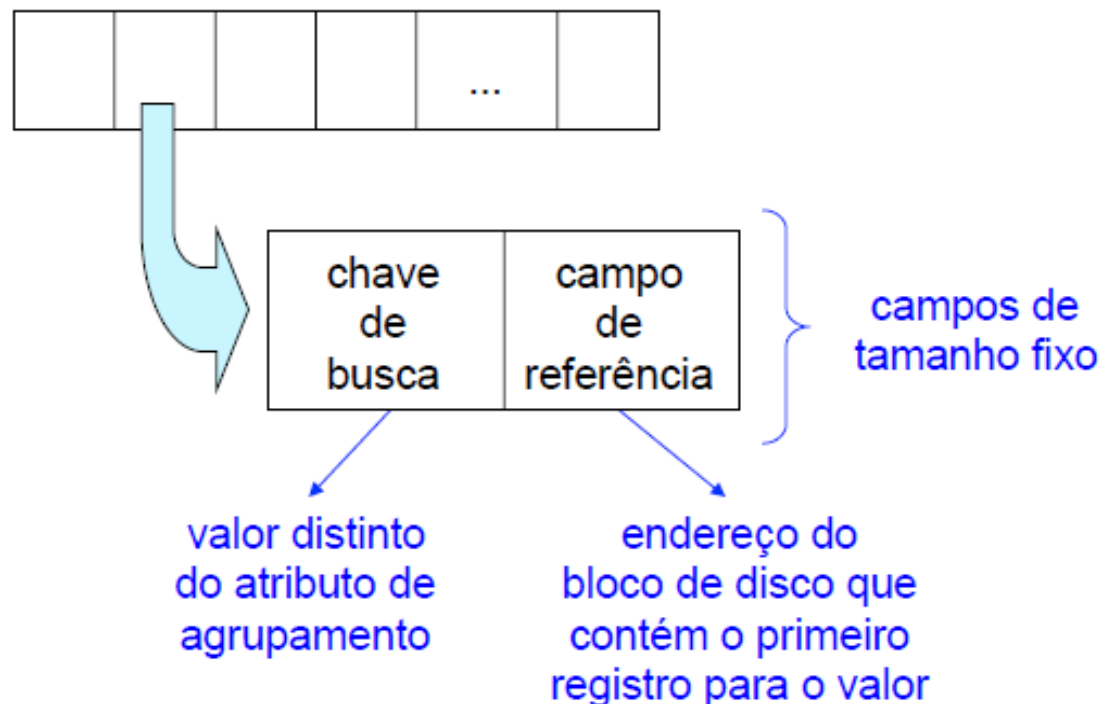 ...
chave
de
busca
campo
de
referência
campos de
tamanho fixo
valor distinto
do atributo de
agrupamento
endereço do
bloco de disco que
contém o primeiro
registro para o valor